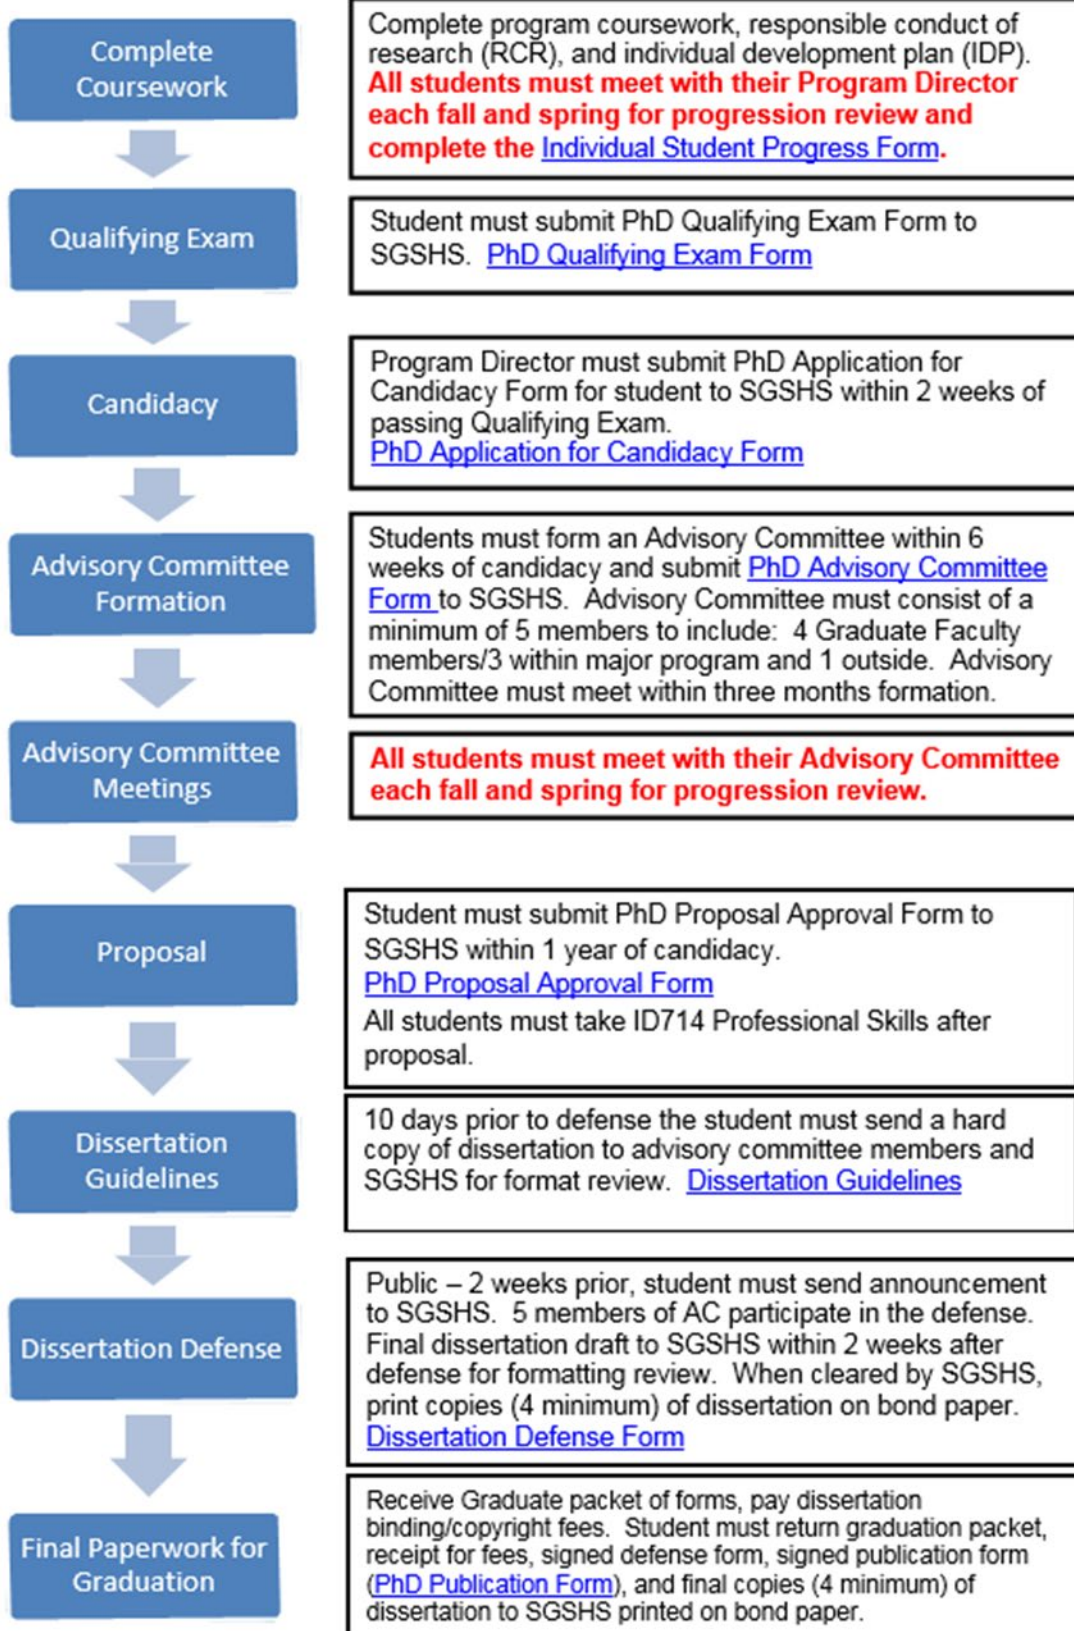 Complete
Coursework
Complete program coursework, responsible conduct of
research (RCR), and individual development plan (IDP).
All students must meet with their Program Director
each fall and spring for progression review and
complete the Individual Student Progress Form.
Qualifying Exam
Student must submit PhD Qualifying Exam Form to
SGSHS.  PhD Qualifying Exam Form
Candidacy
Program Director must submit PhD Application for
Candidacy Form for student to SGSHS within 2 weeks of
passing Qualifying Exam.
PhD Application for Candidacy Form
Advisory Committee
Formation
Students must form an Advisory Committee within 6
weeks of candidacy and submit PhD Advisory Committee
Form to SGSHS.  Advisory Committee must consist of a
minimum of 5 members to include:  4 Graduate Faculty
members/3 within major program and 1 outside.  Advisory
Committee must meet within three months formation.
Advisory Committee
Meetings
All students must meet with their Advisory Committee
each fall and spring for progression review.
Proposal
Student must submit PhD Proposal Approval Form to
SGSHS within 1 year of candidacy.
PhD Proposal Approval Form
All students must take ID714 Professional Skills after
proposal.
Dissertation
Guidelines
10 days prior to defense the student must send a hard
copy of dissertation to advisory committee members and
SGSHS for format review.  Dissertation Guidelines
Dissertation Defense
Public – 2 weeks prior, student must send announcement
to SGSHS.  5 members of AC participate in the defense.
Final dissertation draft to SGSHS within 2 weeks after
defense for formatting review.  When cleared by SGSHS,
print copies (4 minimum) of dissertation on bond paper.
Dissertation Defense Form
Final Paperwork for
Graduation
Receive Graduate packet of forms, pay dissertation
binding/copyright fees.  Student must return graduation packet,
receipt for fees, signed defense form, signed publication form
(PhD Publication Form), and final copies (4 minimum) of
dissertation to SGSHS printed on bond paper.